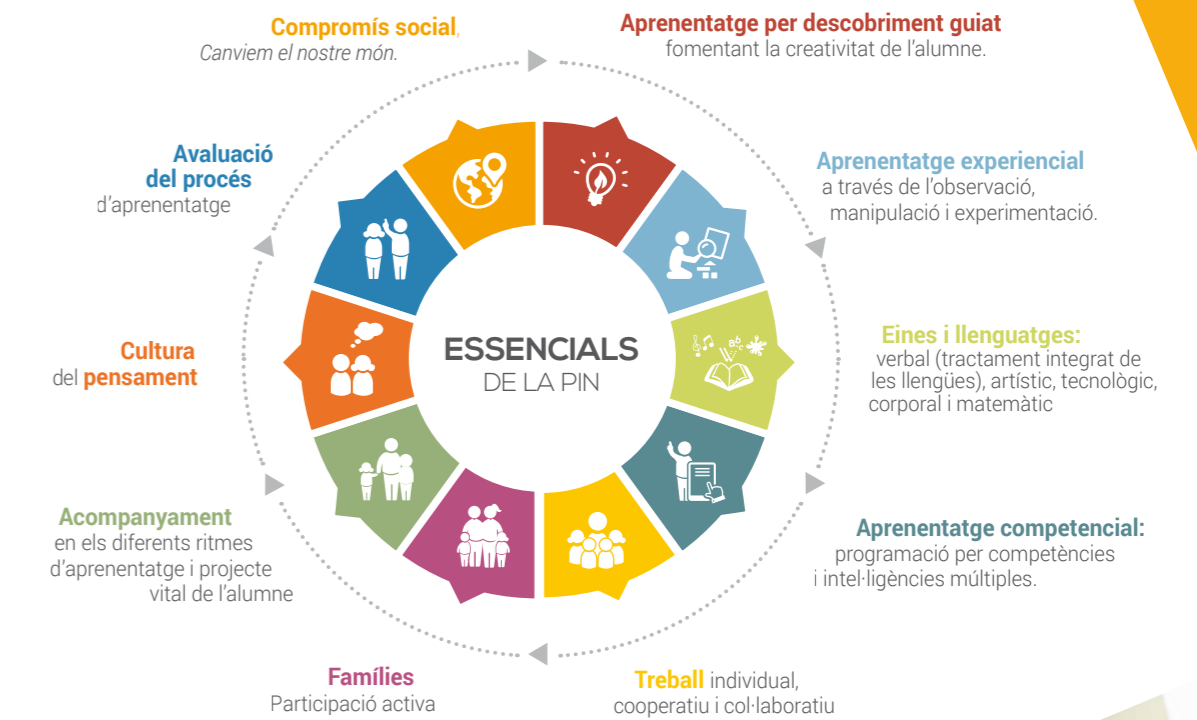 Compromís social,
Canviem el nostre món.
Aprenentatge per descobriment guiat
fomentant la creativitat de l'alumne.
Aprenentatge experiencial
a través de l'observació,
manipulació i experimentació.
Eines i llenguatges:
verbal (tractament integrat de
les llengües), artístic, tecnològic,
corporal i matemàtic
Aprenentatge competencial:
programació per competències
i intel·ligències múltiples.
Treball individual,
cooperatiu i col·laboratiu
Famílies
Participació activa
Acompanyament
en els diferents ritmes
d'aprenentatge i projecte
vital de l'alumne
Cultura
del pensament
Avaluació
del procés
d'aprenentatge
ESSENCIALS
DE LA PIN